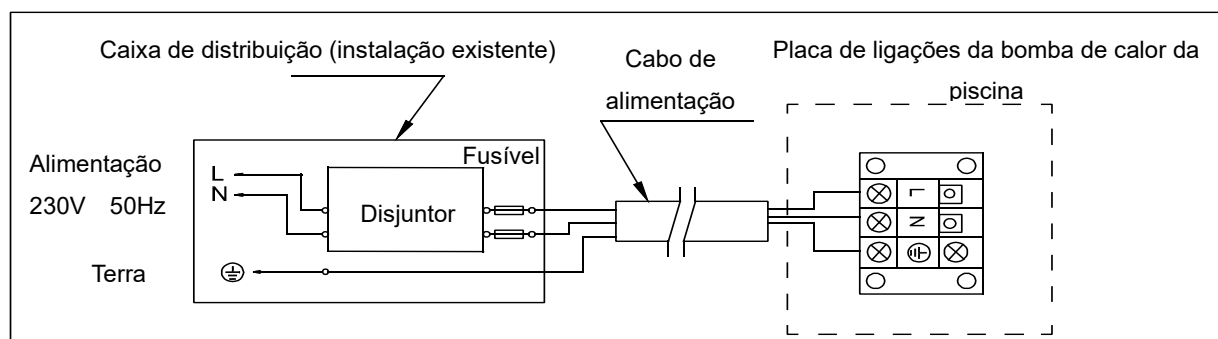 Caixa de distribuição (instalação existente)
Cabo de
alimentação
Placa de ligações da bomba de calor da
piscina
Alimentação
230V 50Hz
Terra
L
N
Disjuntor
Fusível
L
N